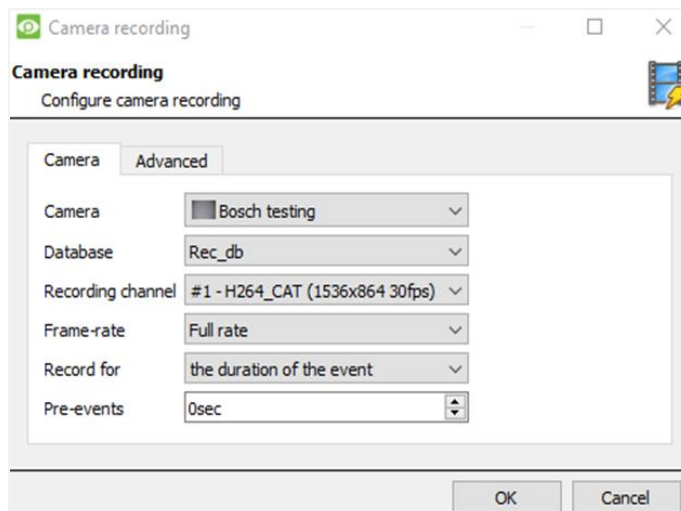 Camera recording
Camera recording
Configure camera recording
Camera Advanced
Camera Bosch testing
Database Rec_db
Recording channel #1 - H264_CAT (1536x864 30fps)
Frame-rate Full rate
Record for the duration of the event
Pre-events 0sec
OK Cancel